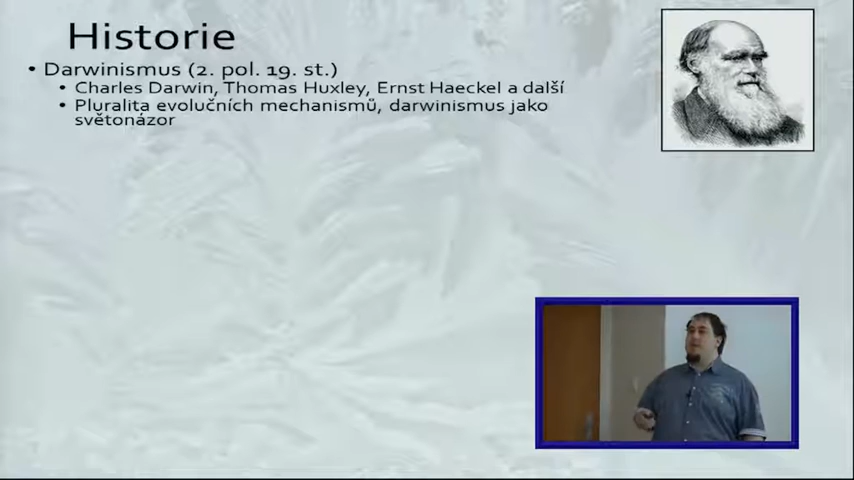 Historie
• Darwinismus (2. pol. 19. st.)
• Charles Darwin, Thomas Huxley, Ernst Haeckel a další
• Pluralita evolučních mechanismů, darwinismus jako
světonázor